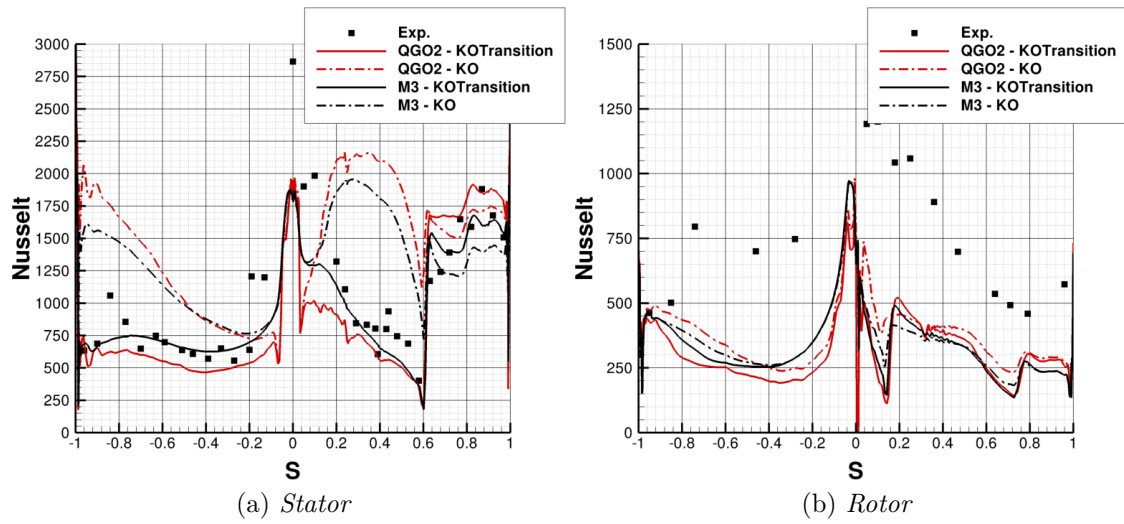 Exp.
QGO2 - KOTransition
QGO2 - KO
M3 - KOTransition
M3 - KO
3000
2750
2500
2250
2000
1750
1500
1250
1000
750
500
250
0
Nusselt
-1 -0.8 -0.6 -0.4 -0.2 0 0.2 0.4 0.6 0.8 1
S
(a) Stator
Exp.
QGO2 - KOTransition
QGO2 - KO
M3 - KOTransition
M3 - KO
1500
1250
1000
750
500
250
0
Nusselt
-1 -0.8 -0.6 -0.4 -0.2 0 0.2 0.4 0.6 0.8 1
S
(b) Rotor